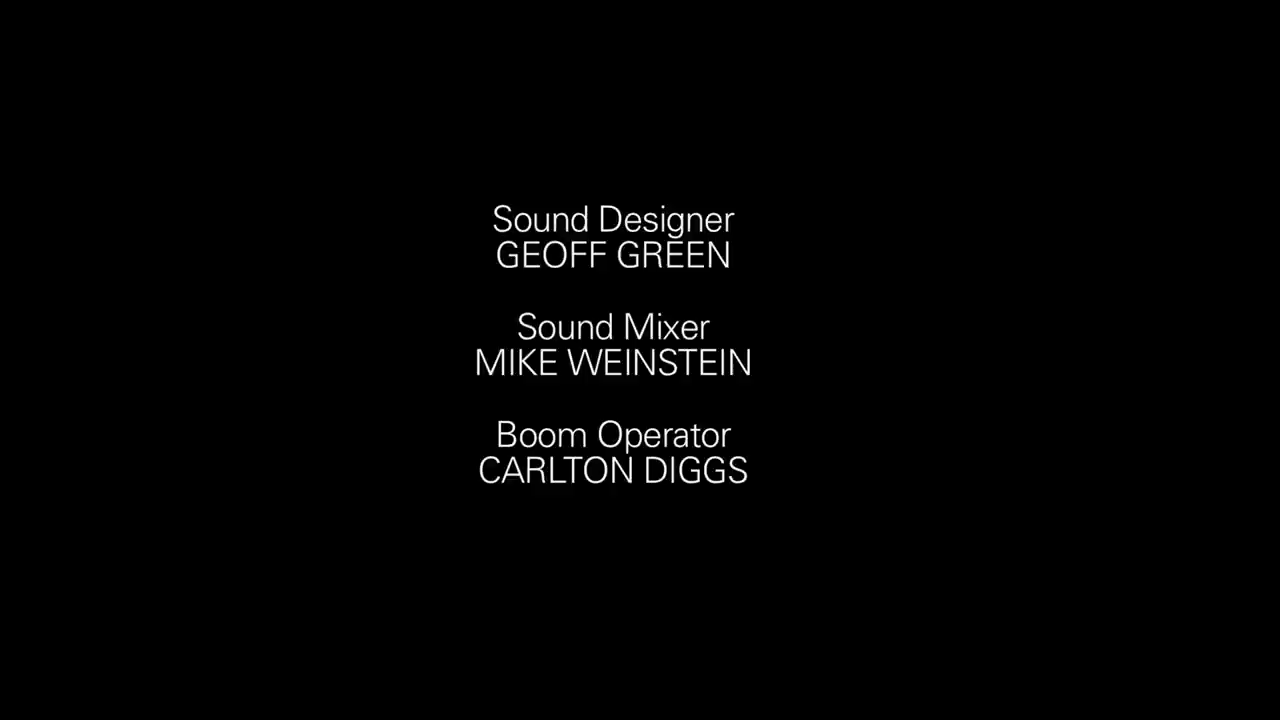 Sound Designer
GEOFF GREEN
Sound Mixer
MIKE WEINSTEIN
Boom Operator
CARLTON DIGGS